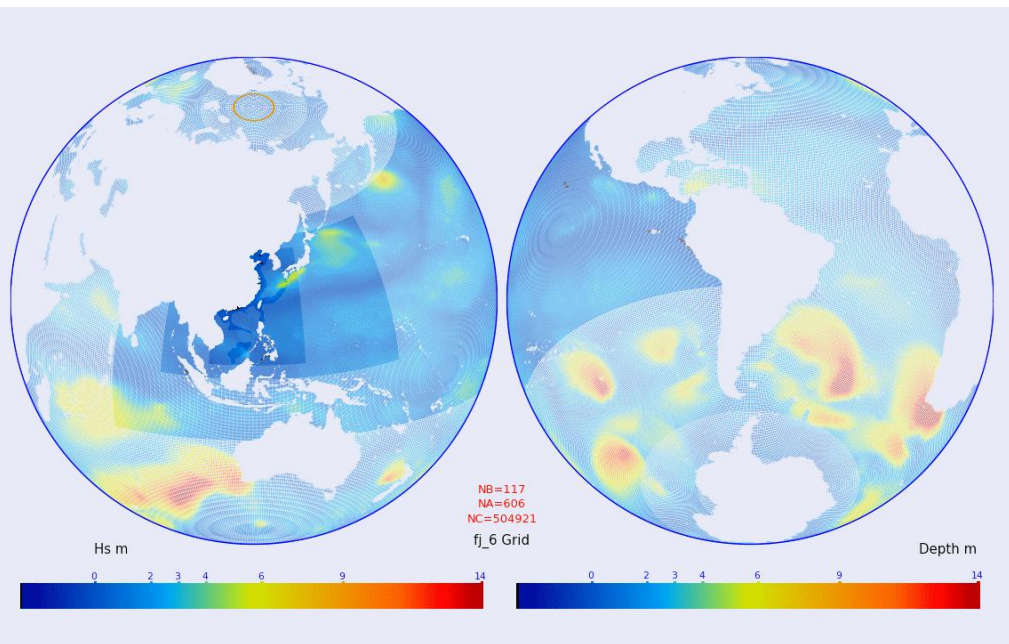 NB=117
NA=606
NC=504921
fj_6 Grid
Hs m
Depth m
0 2 3 4 6 9 14
0 2 3 4 6 9 14